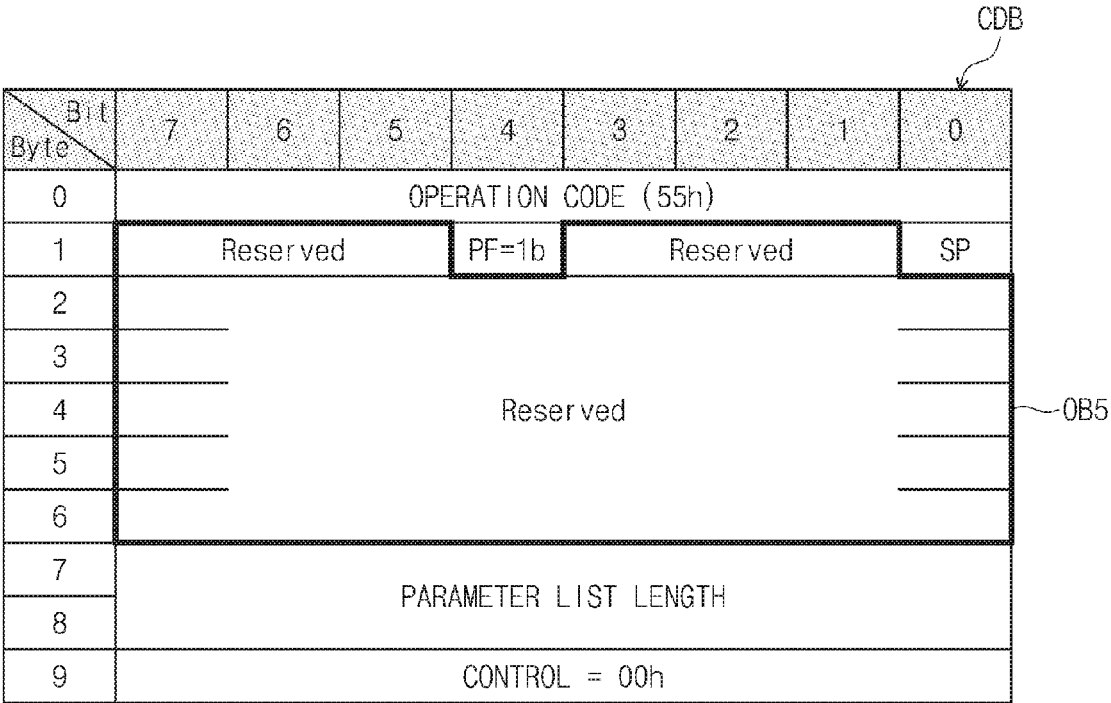 CDB
Bit
Byte 7 6 5 4 3 2 1 0
0 OPERATION CODE (55h)
1 Reserved PF=1b Reserved SP
2
3
4 Reserved OB5
5
6
7
PARAMETER LIST LENGTH
8
9 CONTROL = 00h